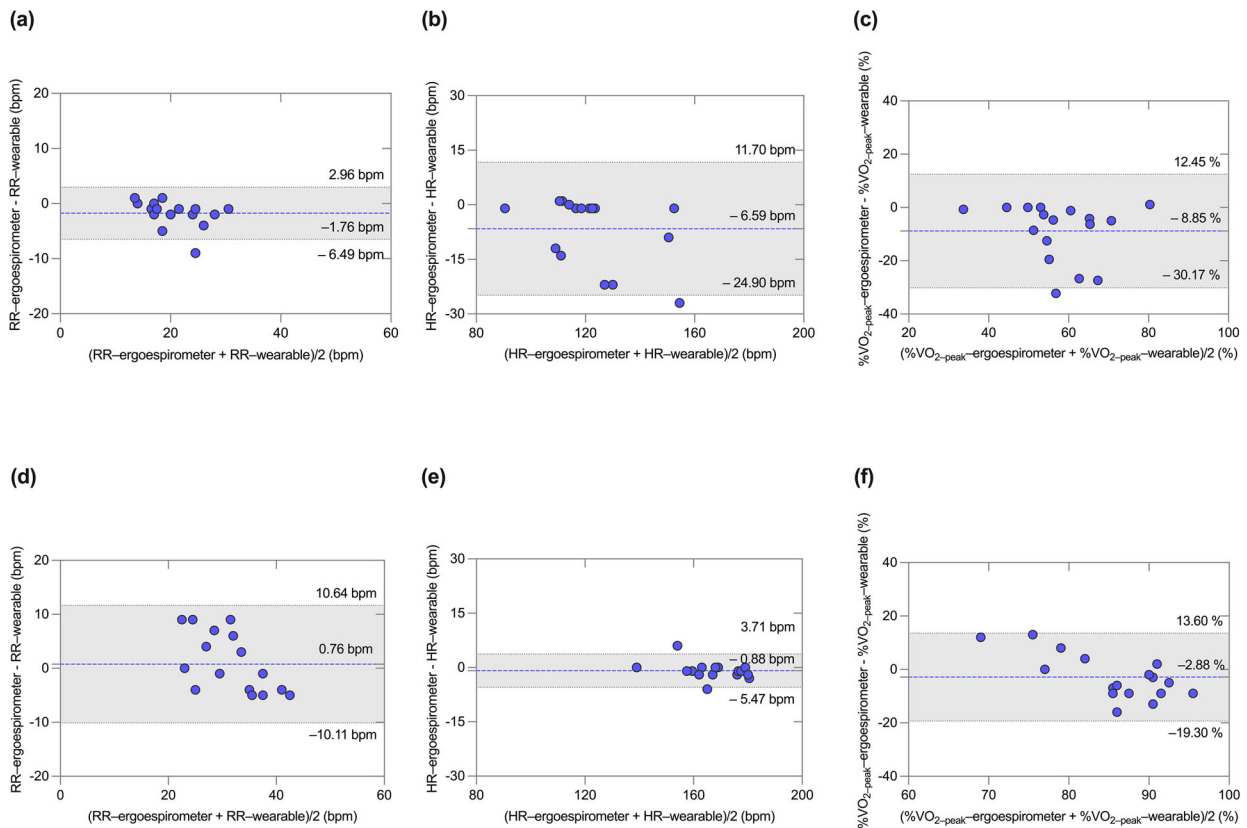 (a)
RR–ergoespirometer - RR–wearable (bpm)
20
10
0
-10
-20
2.96 bpm
–1.76 bpm
– 6.49 bpm
0
20
40
60
(RR–ergoespirometer + RR–wearable)/2 (bpm)
(b)
HR–ergoespirometer - HR–wearable (bpm)
30
15
0
-15
-30
11.70 bpm
– 6.59 bpm
– 24.90 bpm
80
120
160
200
(HR–ergoespirometer + HR–wearable)/2 (bpm)
(c)
%VO2–peak–ergoespirometer - %VO2–peak–wearable (%)
40
20
0
-20
-40
12.45 %
– 8.85 %
– 30.17 %
20
40
60
80
100
(%VO2–peak–ergoespirometer + %VO2–peak–wearable)/2 (%)
(d)
RR–ergoespirometer - RR–wearable (bpm)
20
10
0
-10
-20
10.64 bpm
0.76 bpm
–10.11 bpm
0
20
40
60
(RR–ergoespirometer + RR–wearable)/2 (bpm)
(e)
HR–ergoespirometer - HR–wearable (bpm)
30
15
0
-15
-30
3.71 bpm
– 0.88 bpm
– 5.47 bpm
80
120
160
200
(HR–ergoespirometer + HR–wearable)/2 (bpm)
(f)
%VO2–peak–ergoespirometer - %VO2–peak–wearable (%)
40
20
0
-20
-40
13.60 %
–2.88 %
–19.30 %
60
70
80
90
100
(%VO2–peak–ergoespirometer + %VO2–peak–wearable)/2 (%)